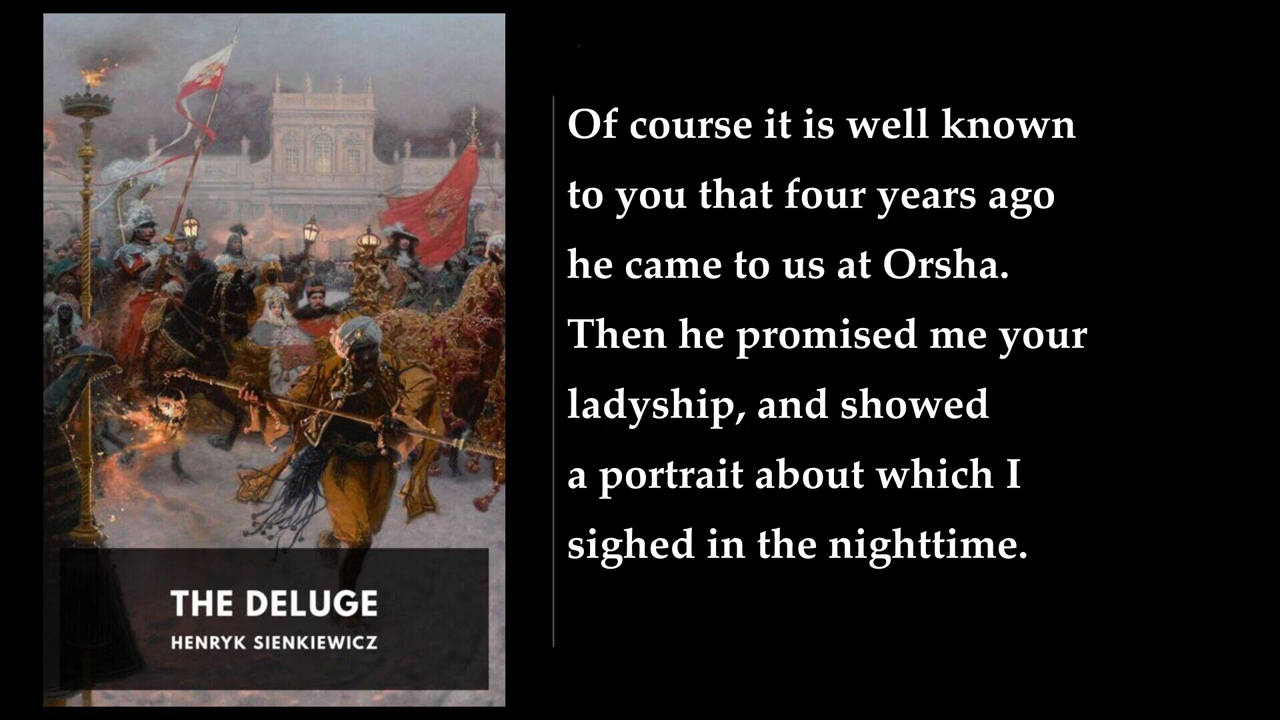 Of course it is well known
to you that four years ago
he came to us at Orsha.
Then he promised me your
ladyship, and showed
a portrait about which I
sighed in the nighttime.
THE DELUGE
HENRYK SIENKIEWICZ